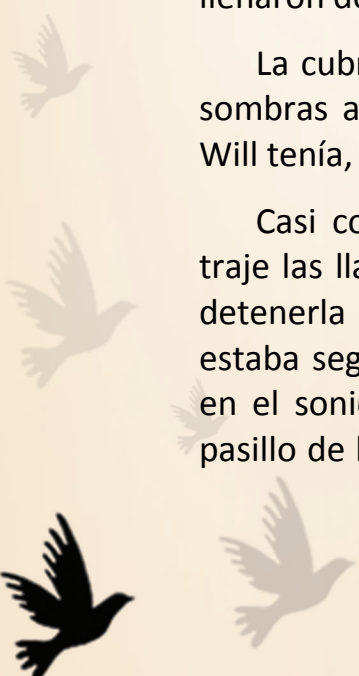 llenaron de
La cubr
sombras a
Will tenía,
Casi co
traje las lla
detenerla
estaba seg
en el soni
pasillo de l